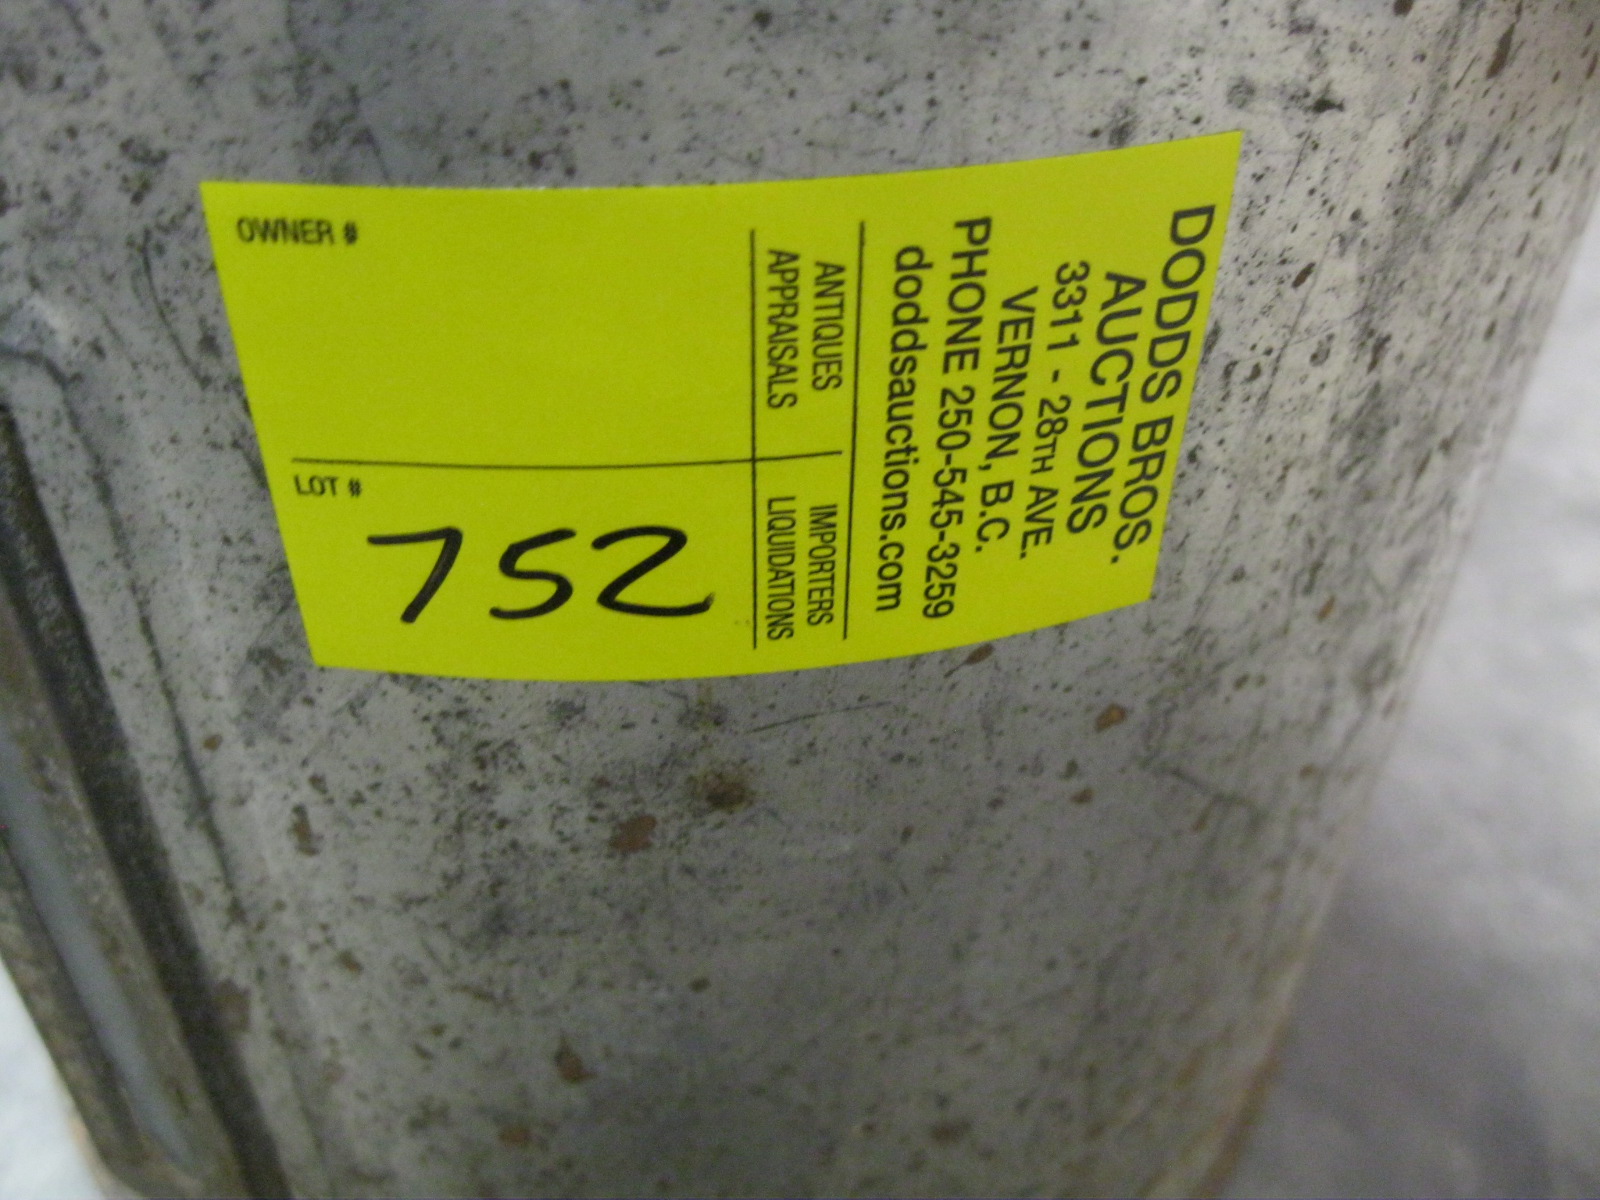 DODDS BROS.
AUCTIONS
3311 - 28TH AVE.
VERNON, B.C.
PHONE 250-545-3259
doddsauctions.com
ANTIQUES IMPORTERS
APPRAISALS LIQUIDATIONS
OWNER #
LOT #
752